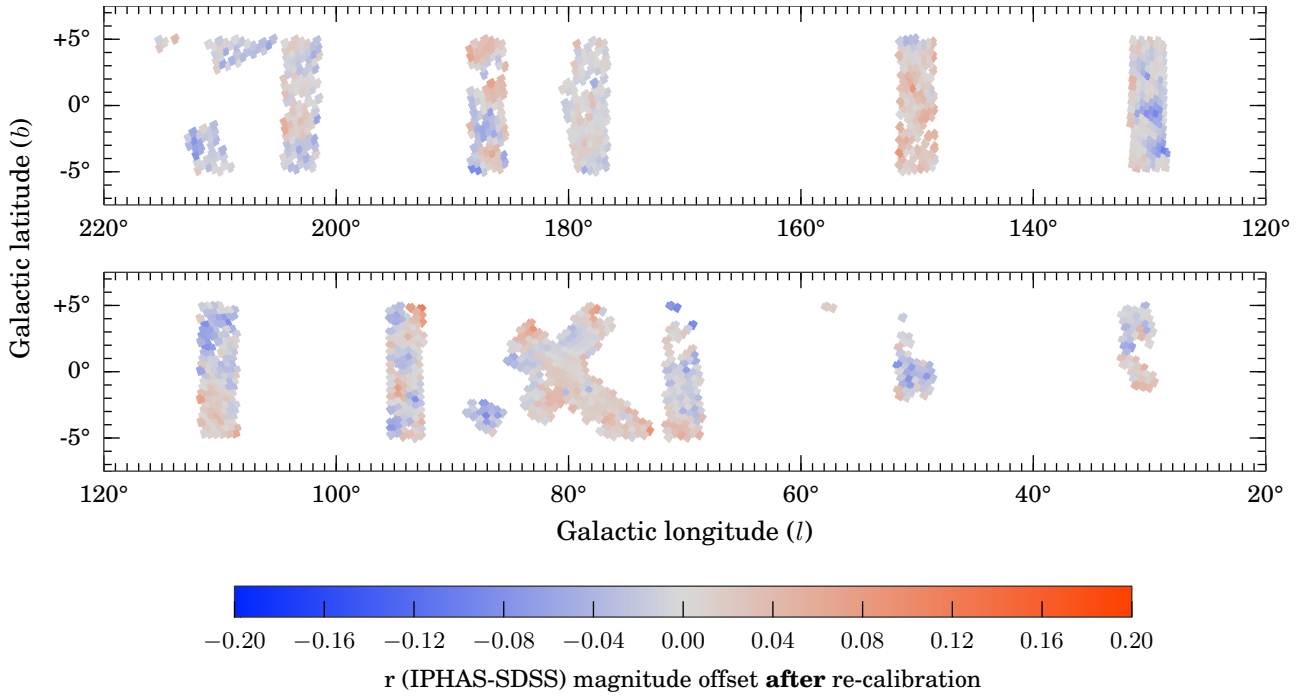 +5°
0°
-5°
220° 200° 180° 160° 140° 120°
Galactic latitude (b)
+5°
0°
-5°
120° 100° 80° 60° 40° 20°
Galactic longitude (l)
−0.20 −0.16 −0.12 −0.08 −0.04 0.00 0.04 0.08 0.12 0.16 0.20
r (IPHAS-SDSS) magnitude offset after re-calibration